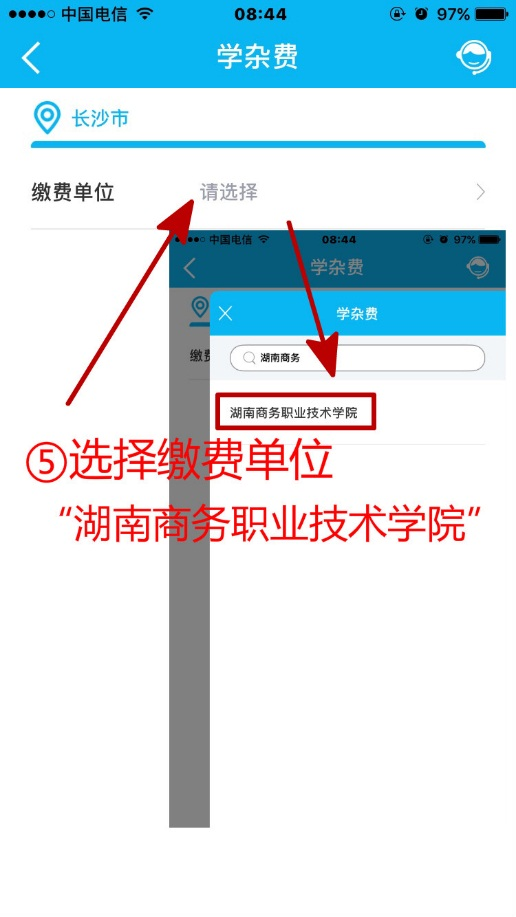 中国电信 08:44 97%
学杂费
长沙市
缴费单位 请选择
中国电信 08:44 97%
学杂费
学杂费
缴费
湖南商务
湖南商务职业技术学院
⑤选择缴费单位
“湖南商务职业技术学院”